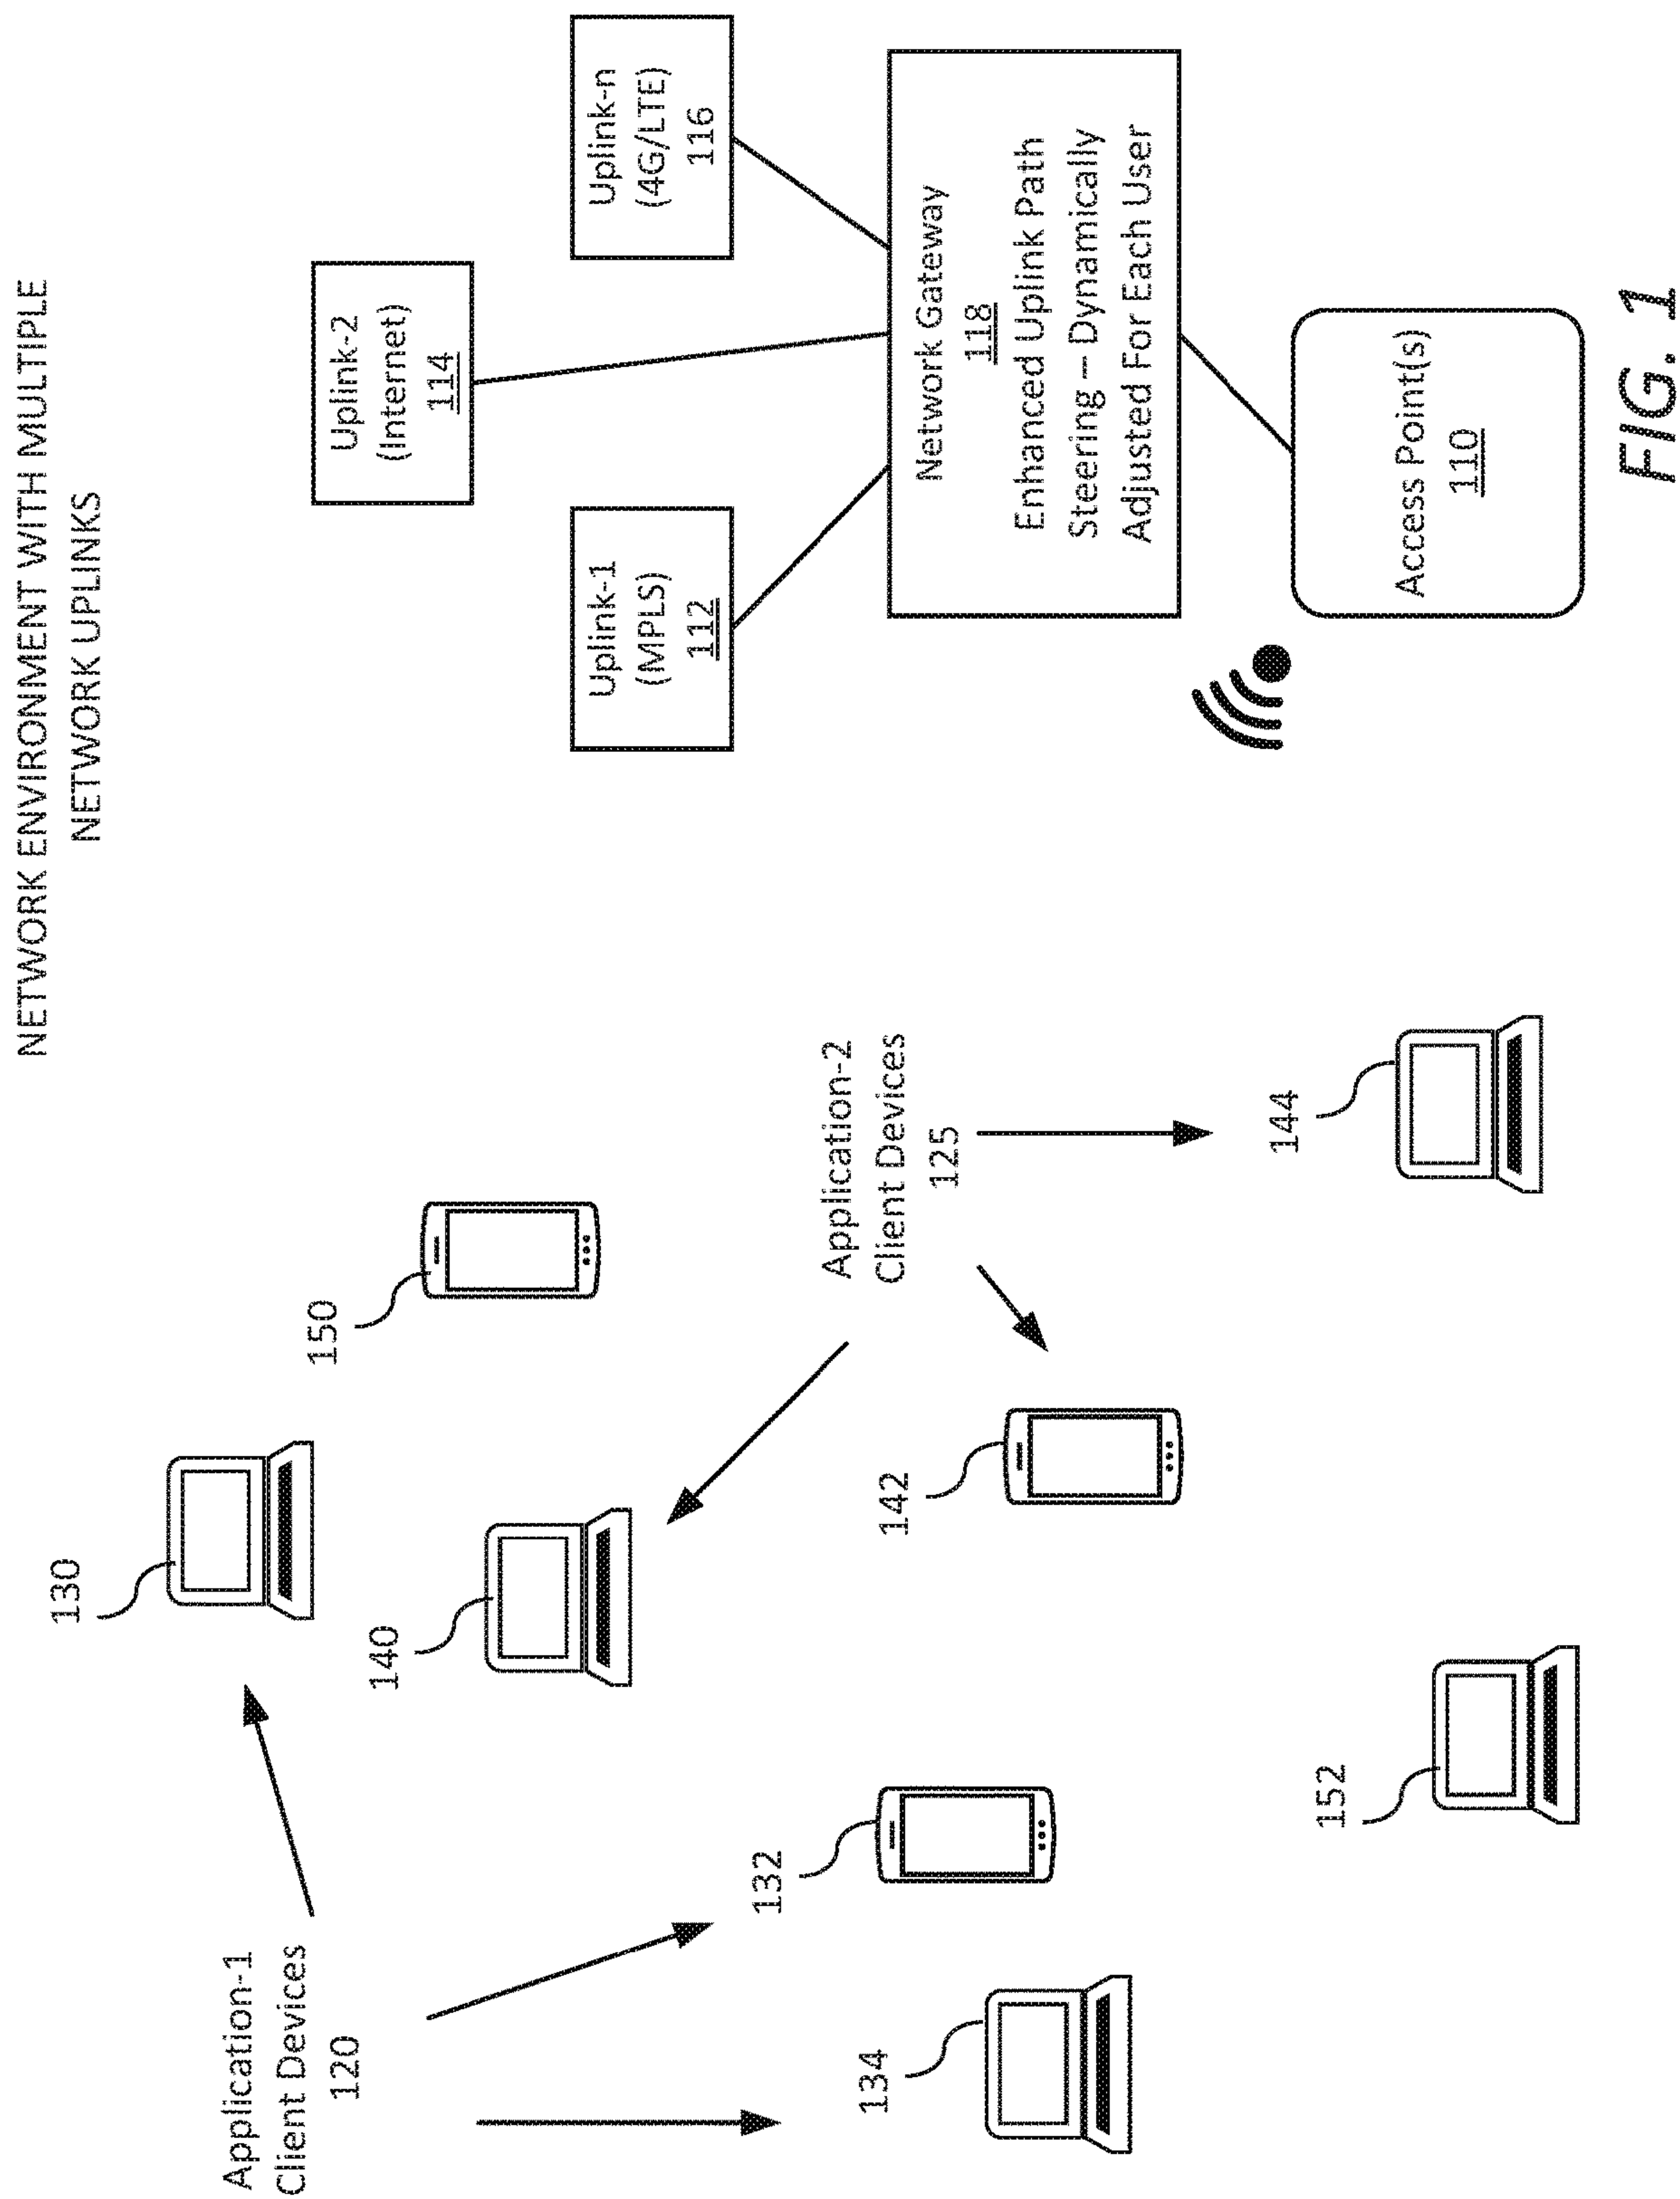 NETWORK ENVIRONMENT WITH MULTIPLE
NETWORK UPLINKS
Application-1
Client Devices
120
130
140
150
132
134
142
152
Application-2
Client Devices
125
144
Uplink-1
(MPLS)
112
Uplink-2
(Internet)
114
Uplink-n
(4G/LTE)
116
Network Gateway
118
Enhanced Uplink Path
Steering – Dynamically
Adjusted For Each User
Access Point(s)
110
FIG. 1